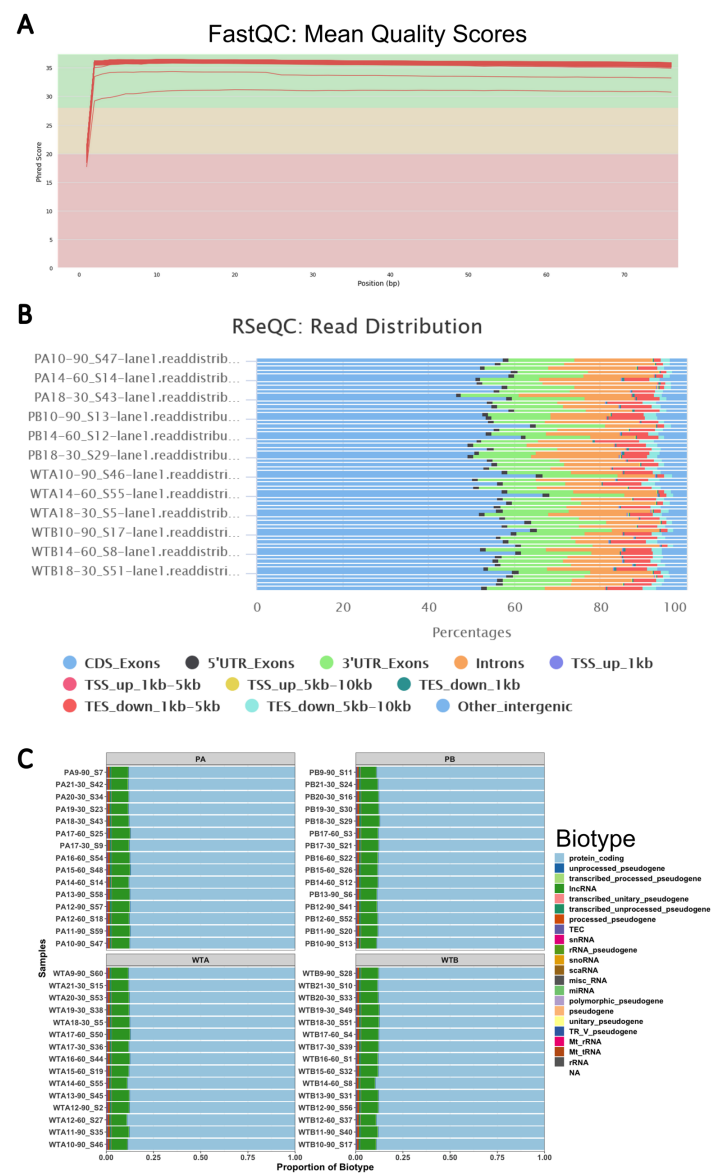 A
FastQC: Mean Quality Scores
35
30
25
20
15
10
5
0
Phred Score
0 10 20 30 40 50 60 70
Position (bp)
B
RSeQC: Read Distribution
PA10-90_S47-lane1.readdistrib...
PA14-60_S14-lane1.readdistrib...
PA18-30_S43-lane1.readdistrib...
PB10-90_S13-lane1.readdistribu...
PB14-60_S12-lane1.readdistribu...
PB18-30_S29-lane1.readdistribu...
WTA10-90_S46-lane1.readdistri...
WTA14-60_S55-lane1.readdistri...
WTA18-30_S5-lane1.readdistrib...
WTB10-90_S17-lane1.readdistri...
WTB14-60_S8-lane1.readdistrib...
WTB18-30_S51-lane1.readdistri...
0 20 40 60 80 100
Percentages
CDS_Exons 5'UTR_Exons 3'UTR_Exons Introns TSS_up_1kb
TSS_up_1kb-5kb TSS_up_5kb-10kb TES_down_1kb
TES_down_1kb-5kb TES_down_5kb-10kb Other_intergenic
C
PA
PA9-90_S7
PA21-30_S42
PA20-30_S34
PA19-30_S23
PA18-30_S43
PA17-60_S25
PA17-30_S9
PA16-60_S54
PA15-60_S48
PA14-60_S14
PA13-90_S58
PA12-90_S57
PA12-60_S18
PA11-90_S59
PA10-90_S47
PB
PB9-90_S11
PB21-30_S24
PB20-30_S16
PB19-30_S30
PB18-30_S29
PB17-60_S3
PB17-30_S21
PB16-60_S22
PB15-60_S26
PB14-60_S12
PB13-90_S6
PB12-90_S41
PB12-60_S52
PB11-90_S20
PB10-90_S13
Samples
WTA
WTA9-90_S60
WTA21-30_S15
WTA20-30_S53
WTA19-30_S38
WTA18-30_S5
WTA17-60_S50
WTA17-30_S36
WTA16-60_S44
WTA15-60_S19
WTA14-60_S55
WTA13-90_S45
WTA12-90_S2
WTA12-60_S27
WTA11-90_S35
WTA10-90_S46
0.00 0.25 0.50 0.75 1.00
WTB
WTB9-90_S28
WTB21-30_S10
WTB20-30_S33
WTB19-30_S49
WTB18-30_S51
WTB17-60_S4
WTB17-30_S39
WTB16-60_S1
WTB15-60_S32
WTB14-60_S8
WTB13-90_S31
WTB12-90_S56
WTB12-60_S37
WTB11-90_S40
WTB10-90_S17
0.00 0.25 0.50 0.75 1.00
Proportion of Biotype
Biotype
protein_coding
unprocessed_pseudogene
transcribed_processed_pseudogene
lncRNA
transcribed_unitary_pseudogene
transcribed_unprocessed_pseudogene
processed_pseudogene
TEC
snRNA
rRNA_pseudogene
snoRNA
scaRNA
misc_RNA
miRNA
polymorphic_pseudogene
pseudogene
unitary_pseudogene
TR_V_pseudogene
Mt_rRNA
Mt_tRNA
rRNA
NA